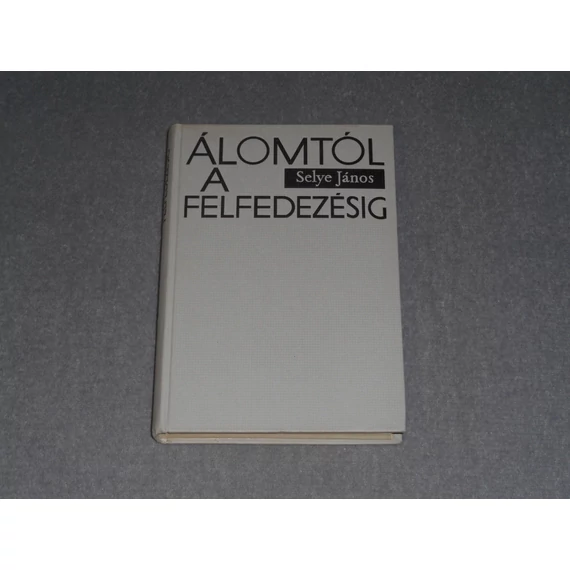 ÁLOMTÓL
A
Selye János
FELFEDEZÉSIG